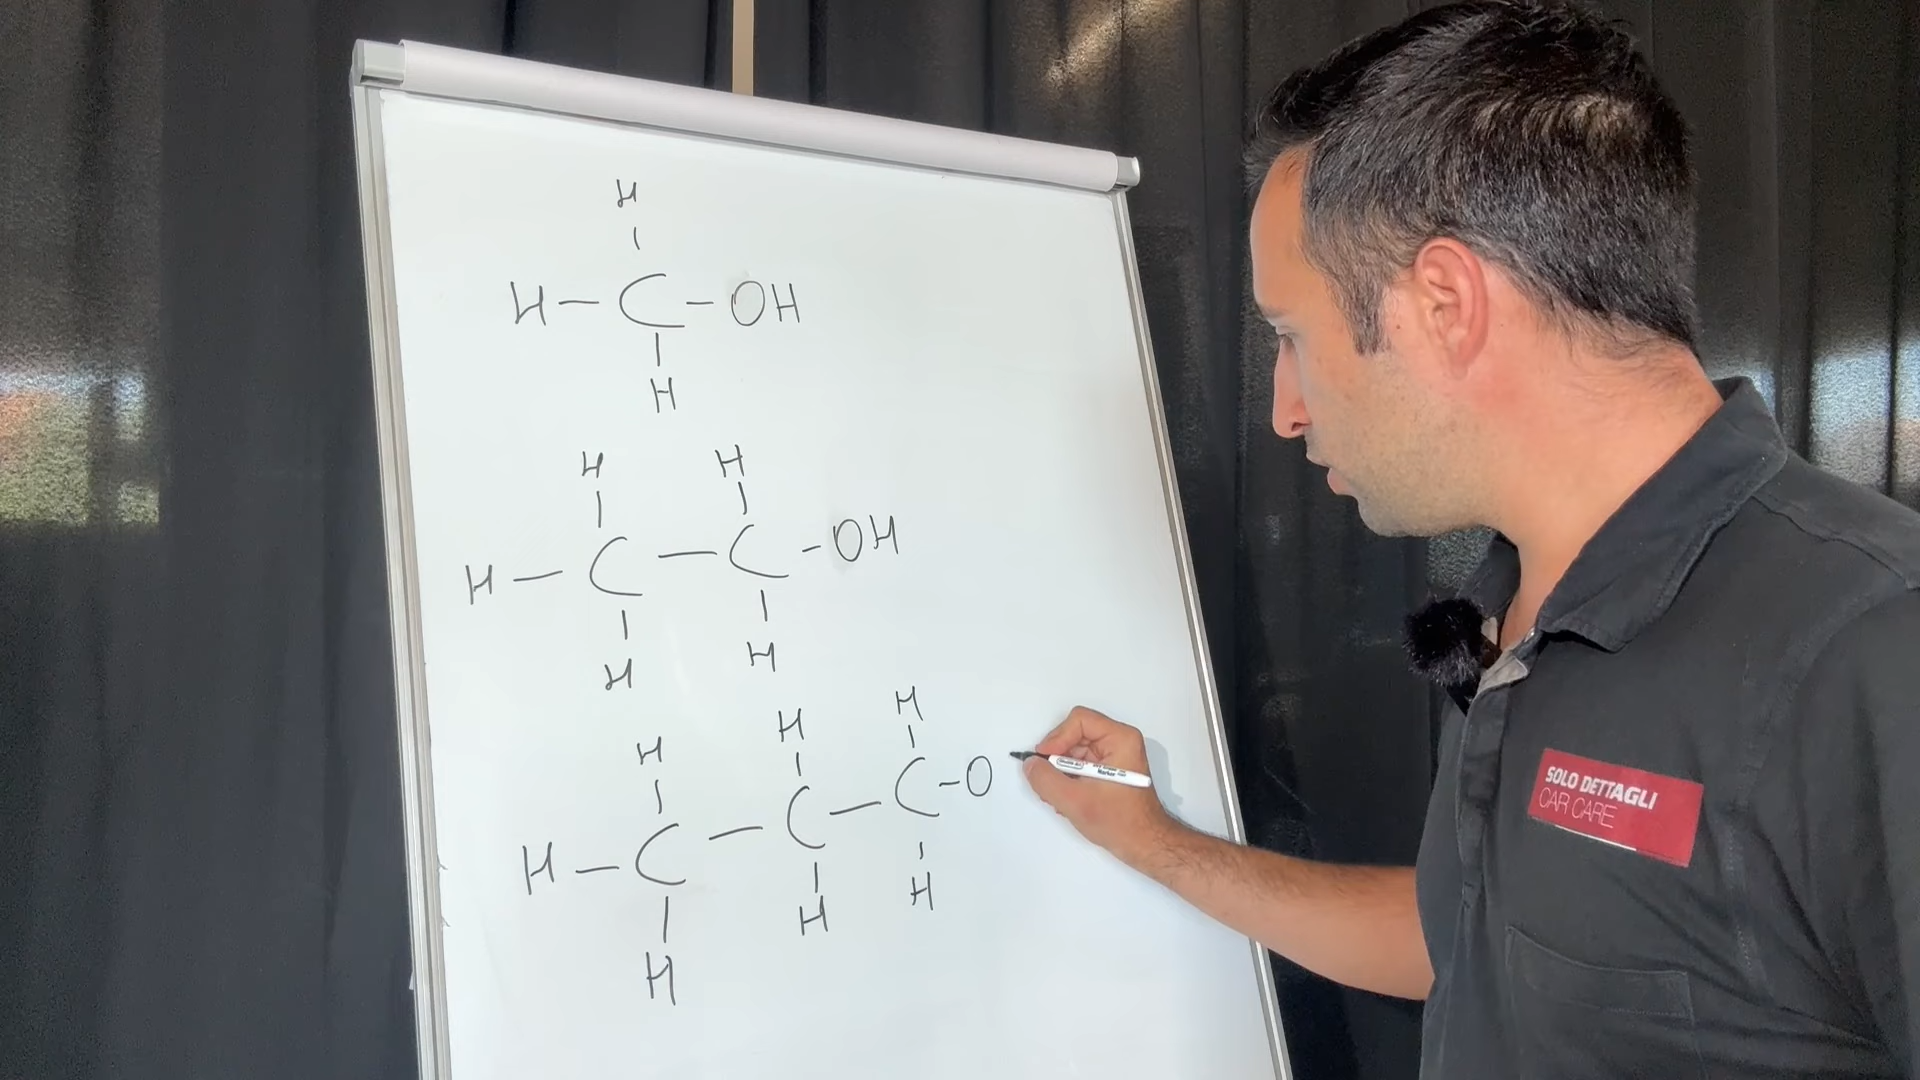 H
H – C – OH
H
H H
H – C – C – OH
H H
H H H
H – C – C – C – O
H H H
SOLO DETTAGLI
CAR CARE